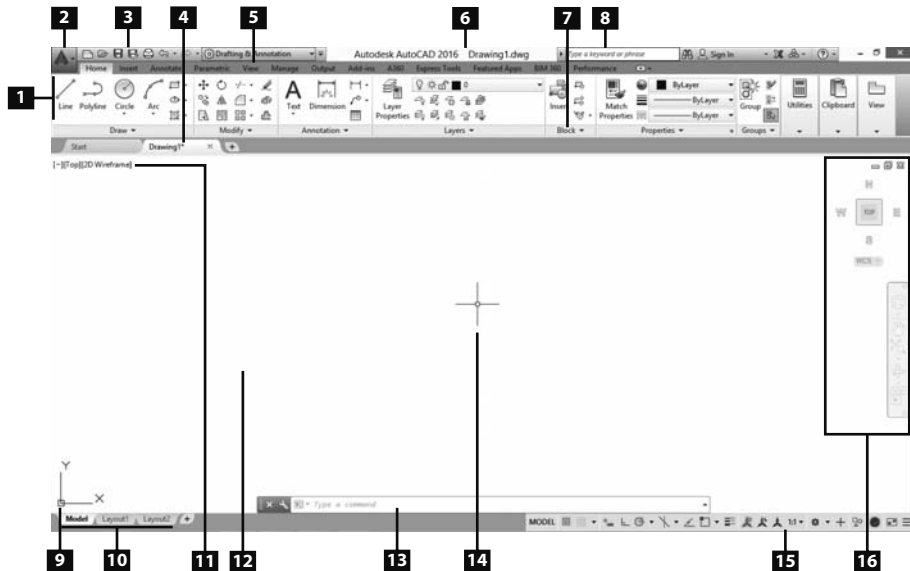 2 3 4 5 6 7 8
Drafting & Annotation Autodesk AutoCAD 2016 Drawing1.dwg Type a keyword or phrase Sign In
Home Insert Annotate Parametric View Manage Output Add-ins A360 Express Tools Featured Apps BIM 360 Performance
1
0 ByLayer
ByLayer
ByLayer
Line Polyline Circle Arc Text Dimension Layer Properties Insert Match Properties Group Utilities Clipboard View
Draw Modify Annotation Layers Block Properties Groups
Start Drawing1* × +
[−][Top][2D Wireframe]
N
W TOP E
S
WCS
Y
X
Type a command
Model Layout1 Layout2 +
MODEL 1:1
9 10 11 12 13 14 15 16